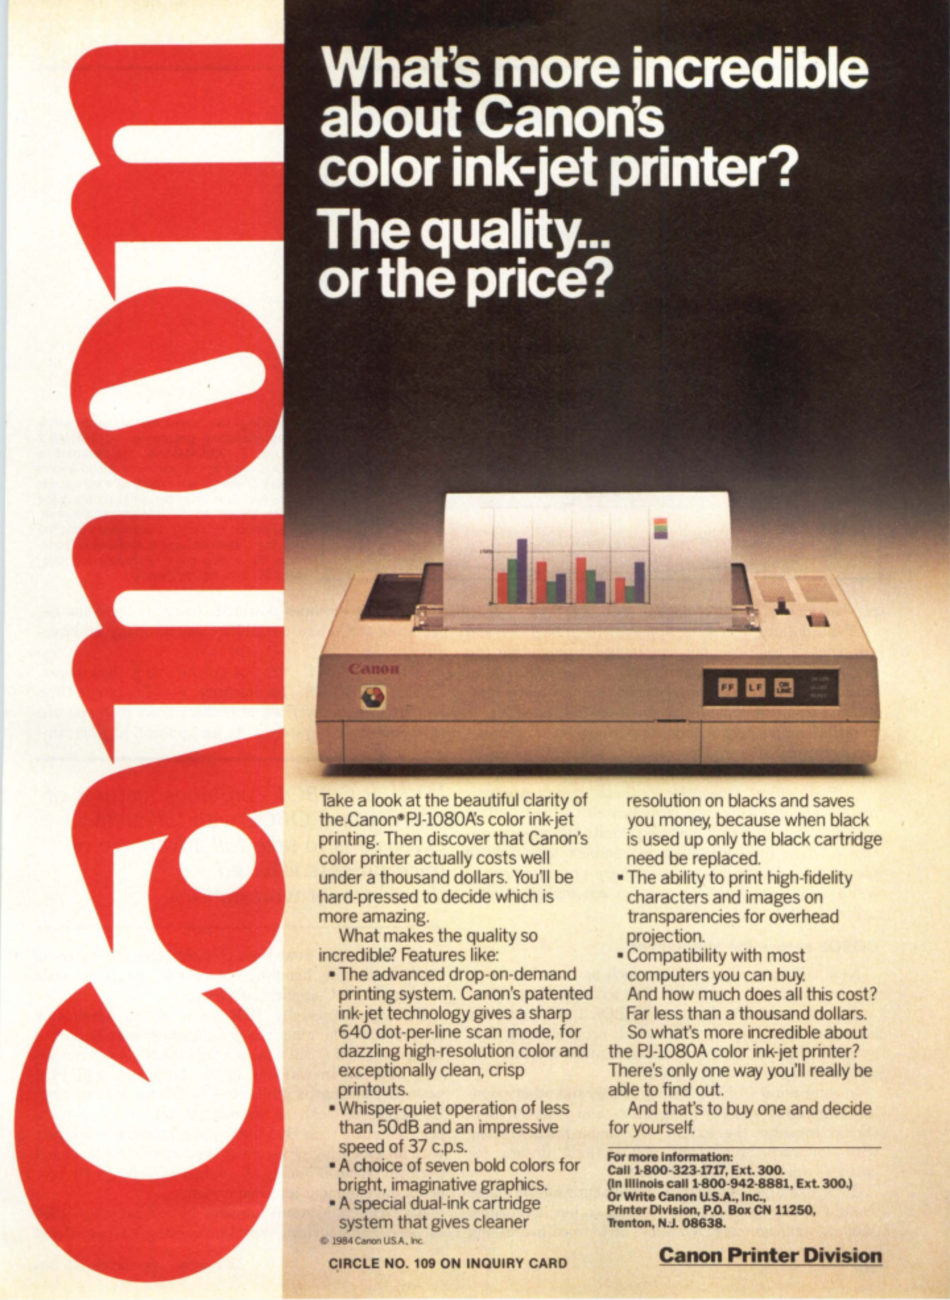 Canon
What's more incredible
about Canon's
color ink-jet printer?
The quality...
or the price?
Canon
FF
LF
ON
LINE
Take a look at the beautiful clarity of
the Canon® PJ-1080A's color ink-jet
printing. Then discover that Canon's
color printer actually costs well
under a thousand dollars. You'll be
hard-pressed to decide which is
more amazing.
What makes the quality so
incredible? Features like:
▪ The advanced drop-on-demand
printing system. Canon's patented
ink-jet technology gives a sharp
640 dot-per-line scan mode, for
dazzling high-resolution color and
exceptionally clean, crisp
printouts.
▪ Whisper-quiet operation of less
than 50dB and an impressive
speed of 37 c.p.s.
▪ A choice of seven bold colors for
bright, imaginative graphics.
▪ A special dual-ink cartridge
system that gives cleaner
resolution on blacks and saves
you money, because when black
is used up only the black cartridge
need be replaced.
▪ The ability to print high-fidelity
characters and images on
transparencies for overhead
projection.
▪ Compatibility with most
computers you can buy.
And how much does all this cost?
Far less than a thousand dollars.
So what's more incredible about
the PJ-1080A color ink-jet printer?
There's only one way you'll really be
able to find out.
And that's to buy one and decide
for yourself.
For more information:
Call 1-800-323-1717, Ext. 300.
(In Illinois call 1-800-942-8881, Ext. 300.)
Or Write Canon U.S.A., Inc.,
Printer Division, P.O. Box CN 11250,
Trenton, N.J. 08638.
© 1984 Canon U.S.A., Inc.
CIRCLE NO. 109 ON INQUIRY CARD
Canon Printer Division